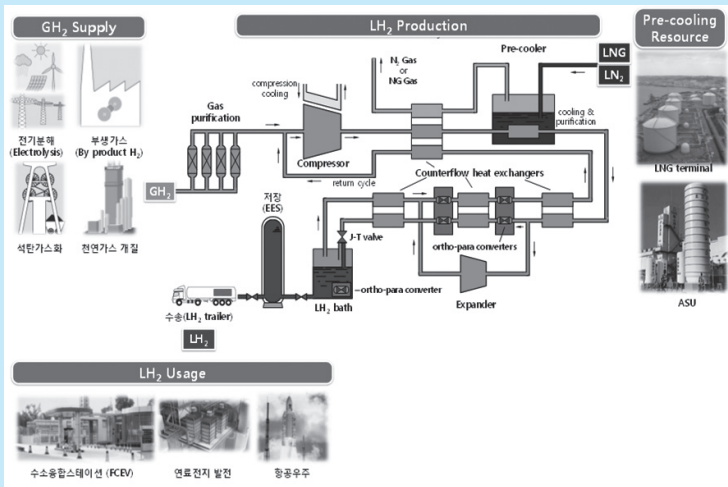 GH₂ Supply
전기분해
(Electrolysis)
부생가스
(By product H₂)
석탄가스화
천연가스 개질
LH₂ Production
Gas
purification
GH₂
compression
cooling
Compressor
return cycle
N₂ Gas
or
NG Gas
Pre-cooler
LNG
LN₂
cooling &
purification
Counterflow heat exchangers
ortho-para converters
Expander
J-T valve
ortho-para converter
LH₂ bath
저장
(EES)
수송(LH₂ trailer)
LH₂
Pre-cooling
Resource
LNG terminal
ASU
LH₂ Usage
수소융합스테이션 (FCEV)
연료전지 발전
항공우주